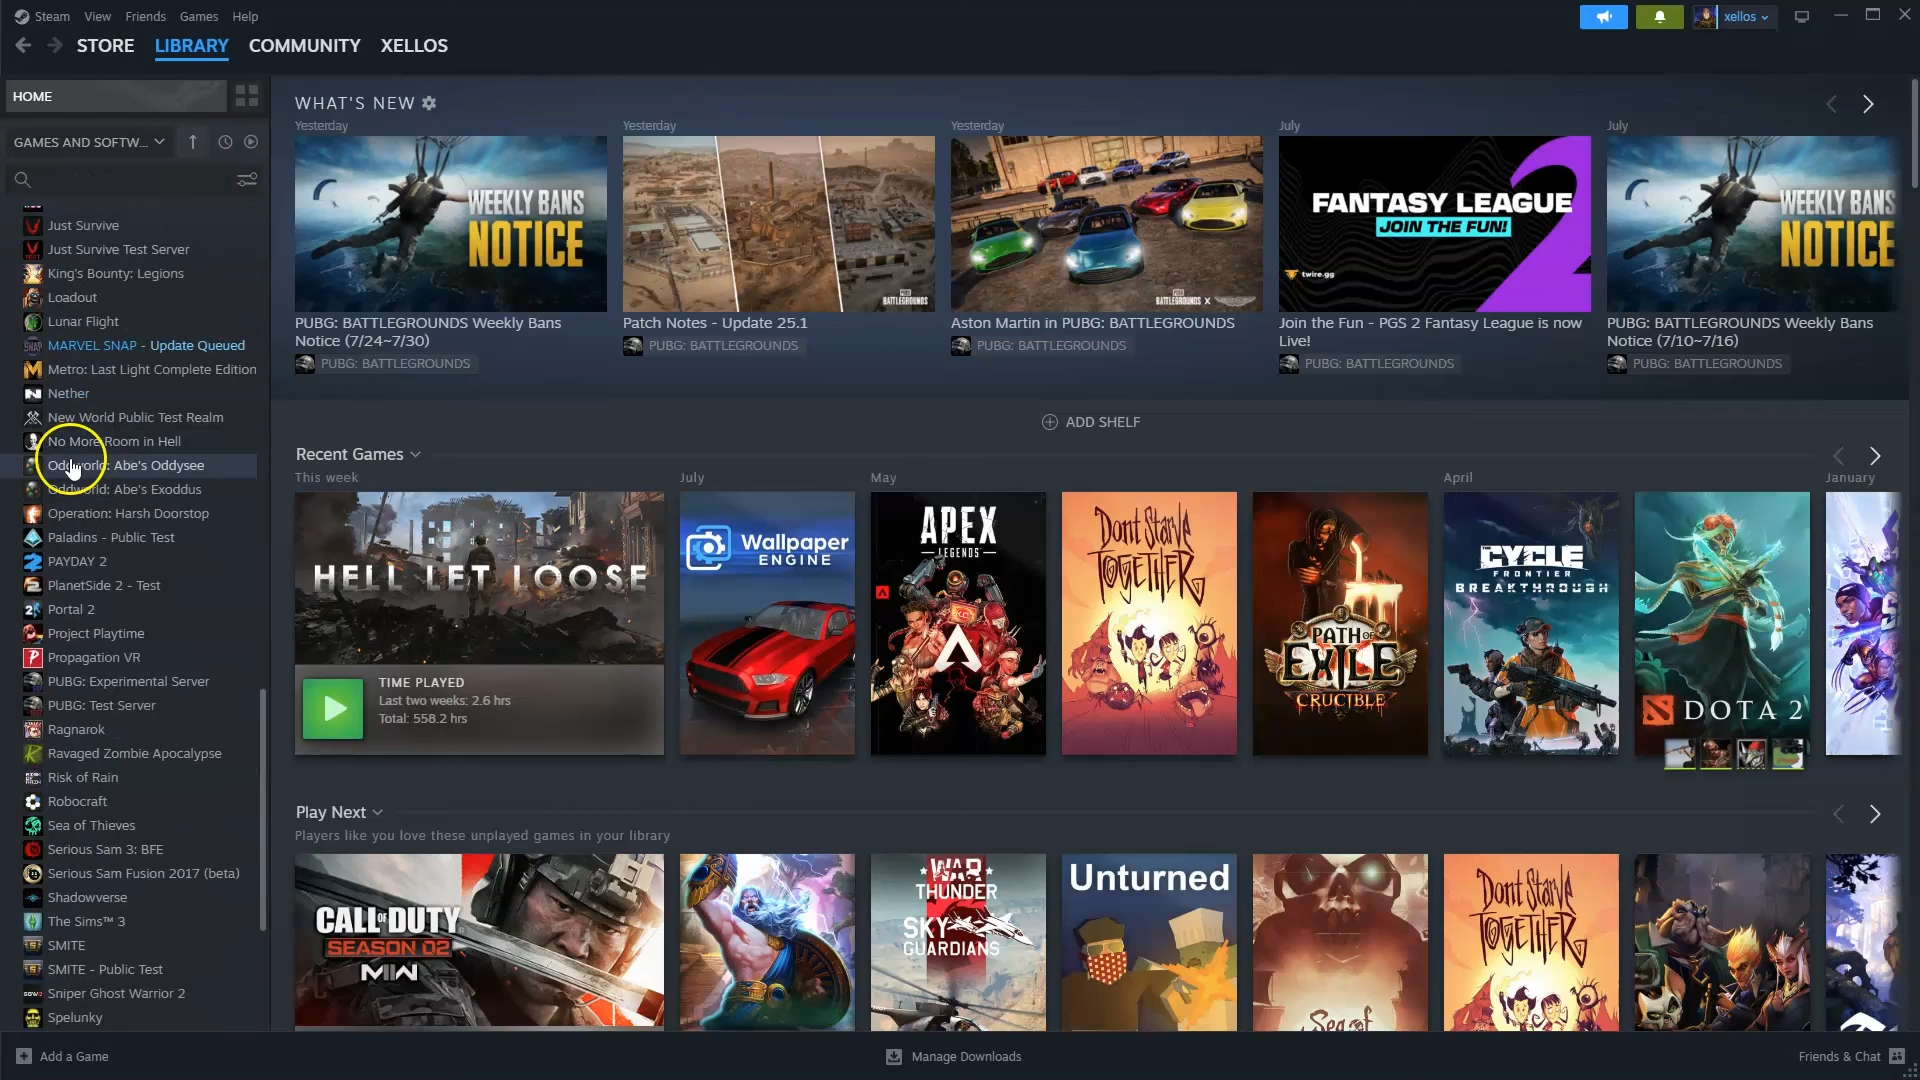 Steam View Friends Games Help
xellos
STORE LIBRARY COMMUNITY XELLOS
HOME
GAMES AND SOFTW...
Just Survive
Just Survive Test Server
King's Bounty: Legions
Loadout
Lunar Flight
MARVEL SNAP - Update Queued
Metro: Last Light Complete Edition
Nether
New World Public Test Realm
No More Room in Hell
Oddworld: Abe's Oddysee
Oddworld: Abe's Exoddus
Operation: Harsh Doorstop
Paladins - Public Test
PAYDAY 2
PlanetSide 2 - Test
Portal 2
Project Playtime
Propagation VR
PUBG: Experimental Server
PUBG: Test Server
Ragnarok
Ravaged Zombie Apocalypse
Risk of Rain
Robocraft
Sea of Thieves
Serious Sam 3: BFE
Serious Sam Fusion 2017 (beta)
Shadowverse
The Sims™ 3
SMITE
SMITE - Public Test
Sniper Ghost Warrior 2
Spelunky
WHAT'S NEW
Yesterday
WEEKLY BANS
NOTICE
PUBG: BATTLEGROUNDS Weekly Bans
Notice (7/24~7/30)
PUBG: BATTLEGROUNDS
Yesterday
BATTLEGROUNDS
Patch Notes - Update 25.1
PUBG: BATTLEGROUNDS
Yesterday
BATTLEGROUNDS X
Aston Martin in PUBG: BATTLEGROUNDS
PUBG: BATTLEGROUNDS
July
FANTASY LEAGUE
JOIN THE FUN!
2
twire.gg
Join the Fun - PGS 2 Fantasy League is now
Live!
PUBG: BATTLEGROUNDS
July
WEEKLY BANS
NOTICE
PUBG: BATTLEGROUNDS Weekly Bans
Notice (7/10~7/16)
PUBG: BATTLEGROUNDS
ADD SHELF
Recent Games
This week
HELL LET LOOSE
TIME PLAYED
Last two weeks: 2.6 hrs
Total: 558.2 hrs
July
Wallpaper
ENGINE
May
APEX
LEGENDS
Don't Starve
TOGETHER
PATH OF
EXILE
CRUCIBLE
April
CYCLE
FRONTIER
BREAKTHROUGH
DOTA 2
January
Play Next
Players like you love these unplayed games in your library
CALL OF DUTY
SEASON 02
MW
WAR
THUNDER
SKY
GUARDIANS
Unturned
Sea of
Don't Starve
TOGETHER
Add a Game
Manage Downloads
Friends & Chat